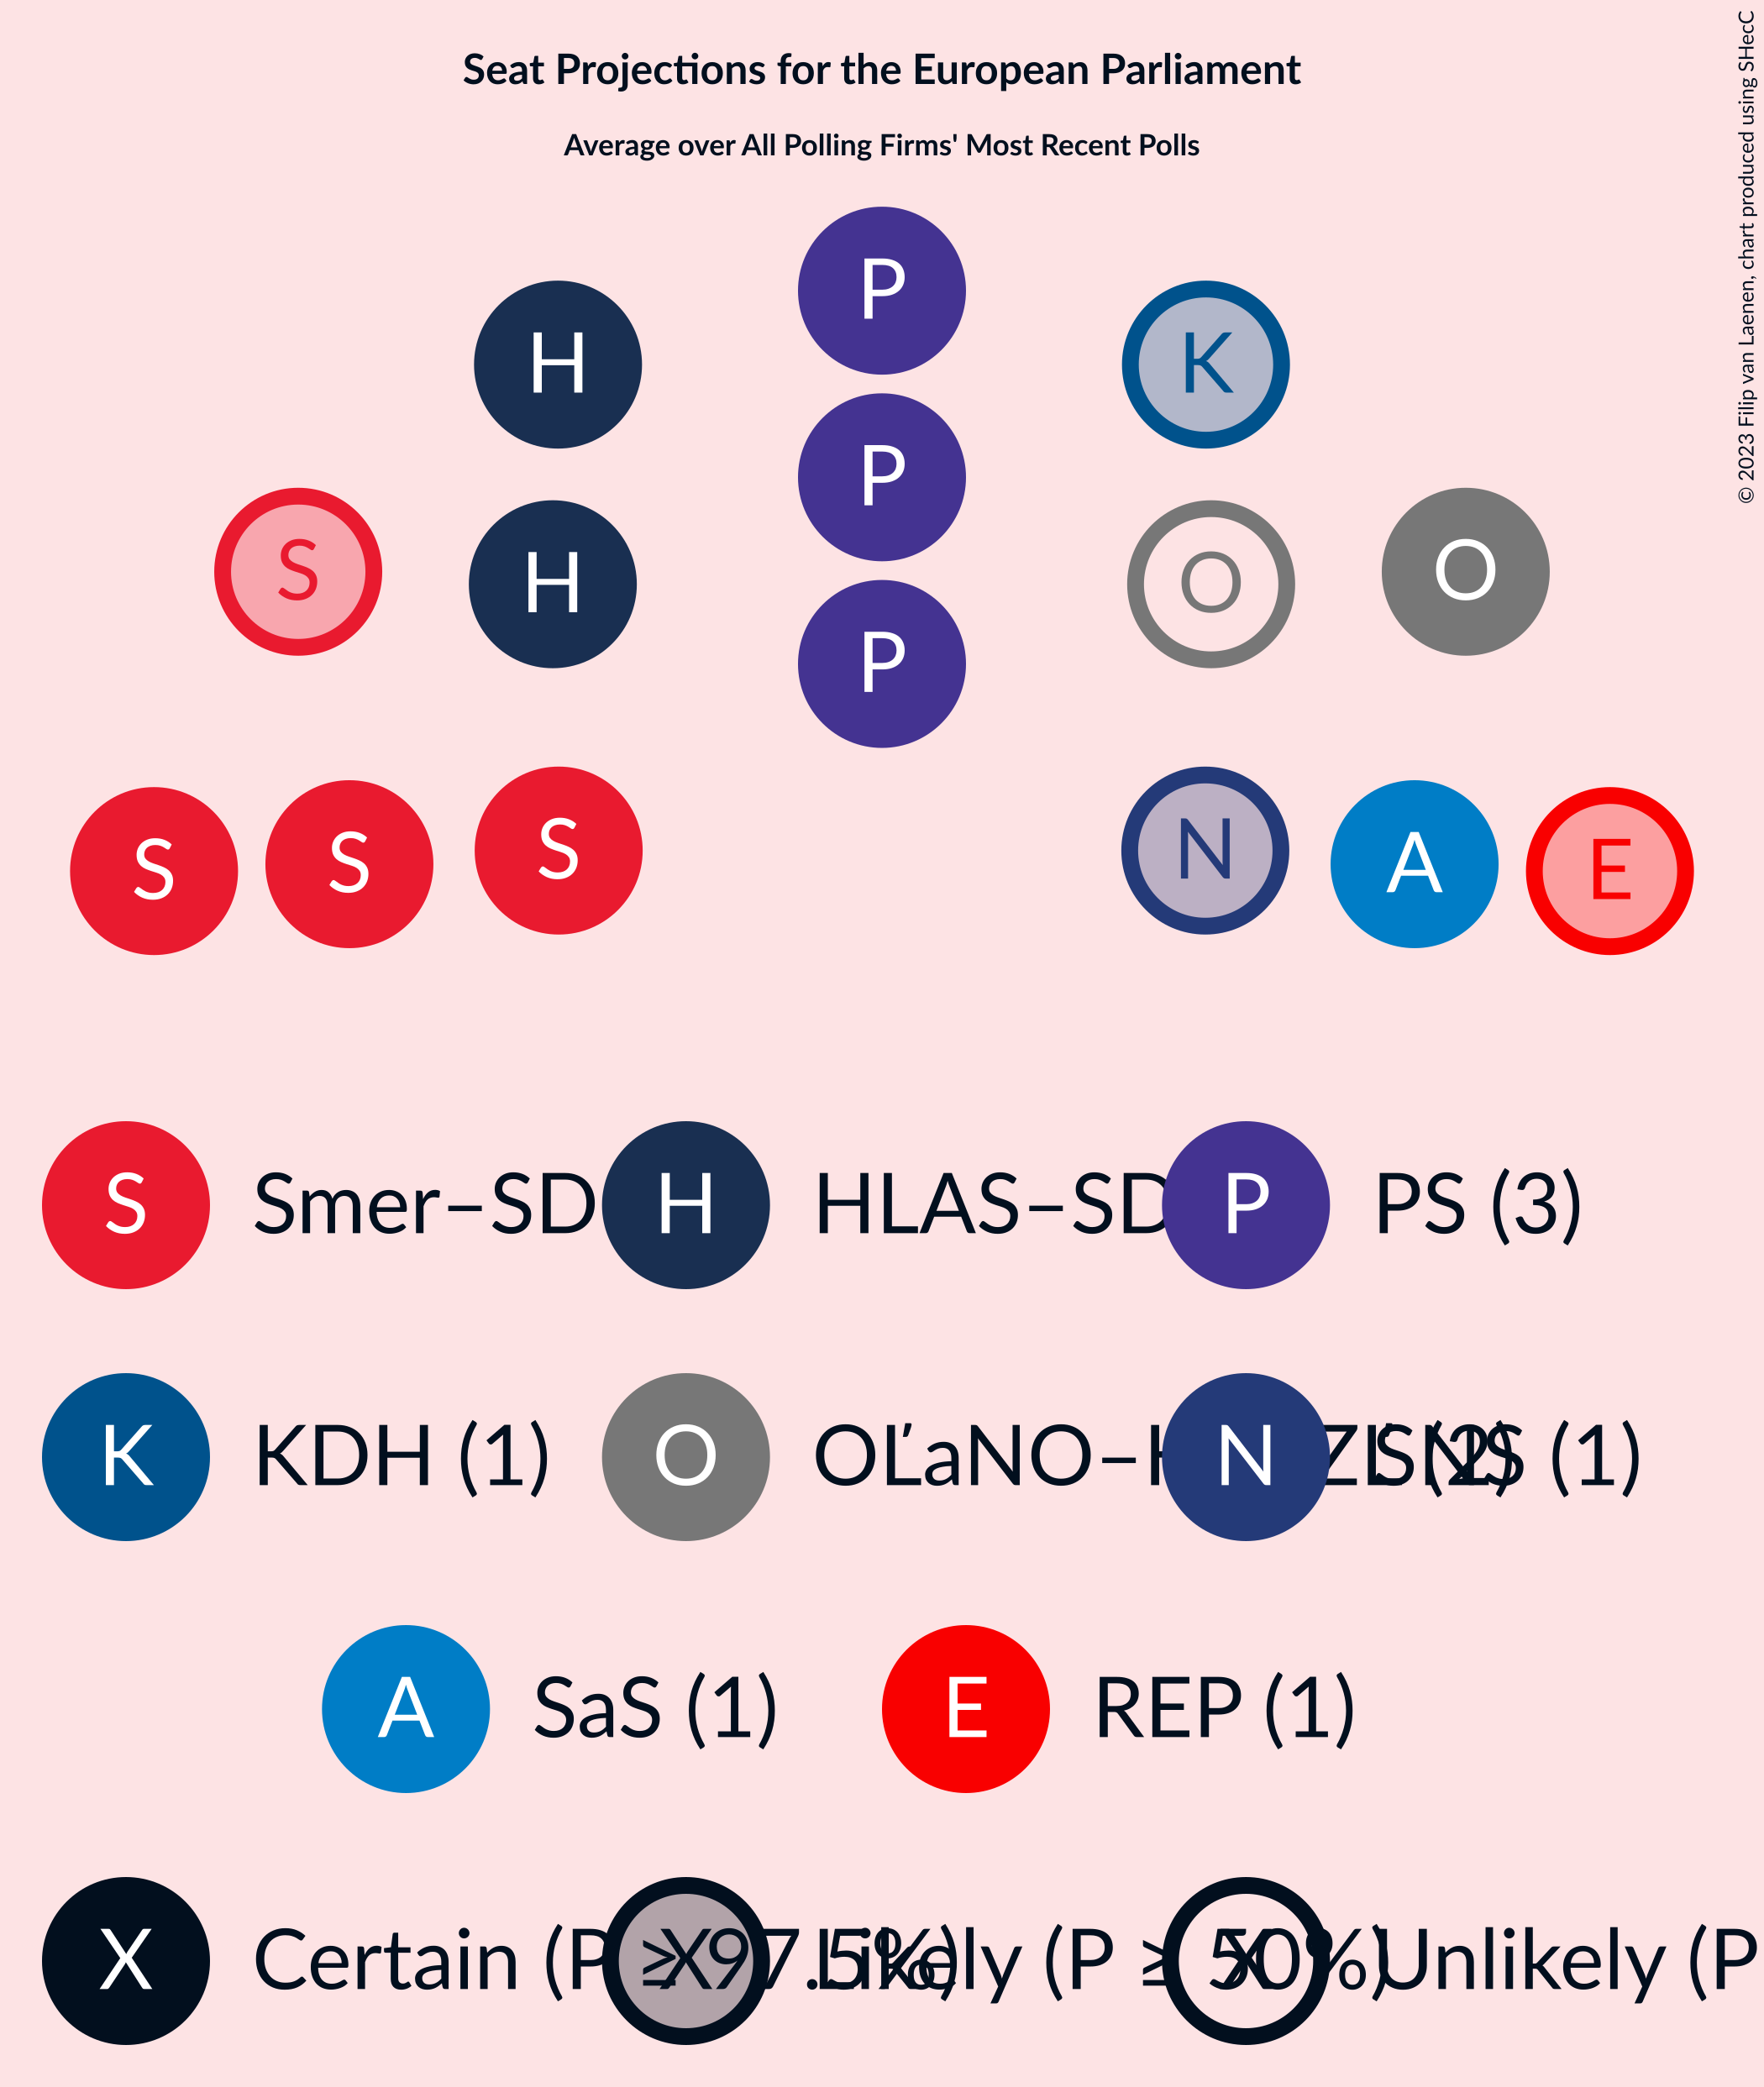 Seat Projections for the European Parliament
Average over All Polling Firms' Most Recent Polls
© 2023 Filip van Laenen, chart produced using SHecC
P
H K
P
S H O O
P
S S S N A E
S Smer–SD H HLAS–SD P PS (3)
K KDH (1) O OĽaNO– N SNS (1)
A SaS (1) E REP (1)
X Certain (P ≥ 97.5%) X Likely (P ≥ 50%) X Unlikely (P